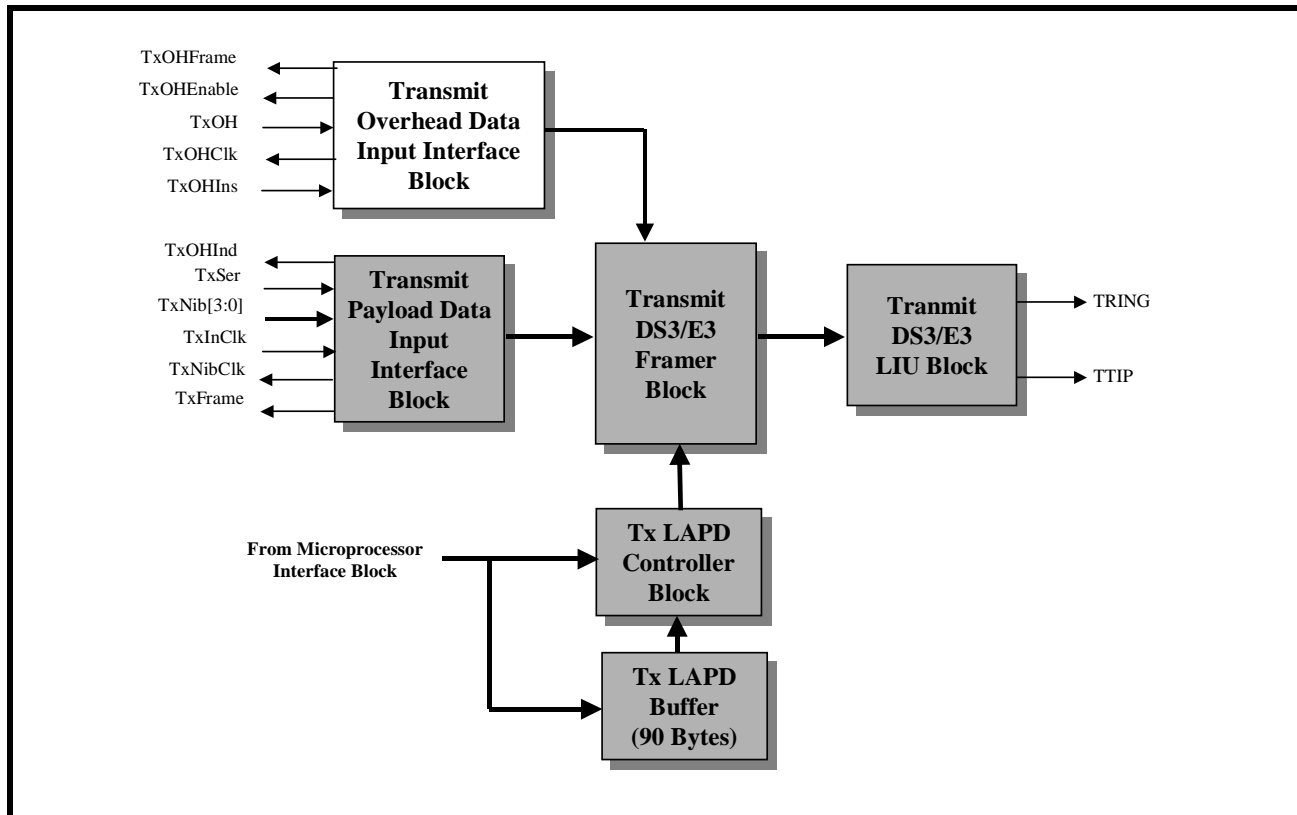 TxOHFrame
TxOHEnable
TxOH
TxOHClk
TxOHIns
Transmit
Overhead Data
Input Interface
Block
TxOHInd
TxSer
TxNib[3:0]
TxInClk
TxNibClk
TxFrame
Transmit
Payload Data
Input
Interface
Block
Transmit
DS3/E3
Framer
Block
Tranmit
DS3/E3
LIU Block
TRING
TTIP
From Microprocessor
Interface Block
Tx LAPD
Controller
Block
Tx LAPD
Buffer
(90 Bytes)